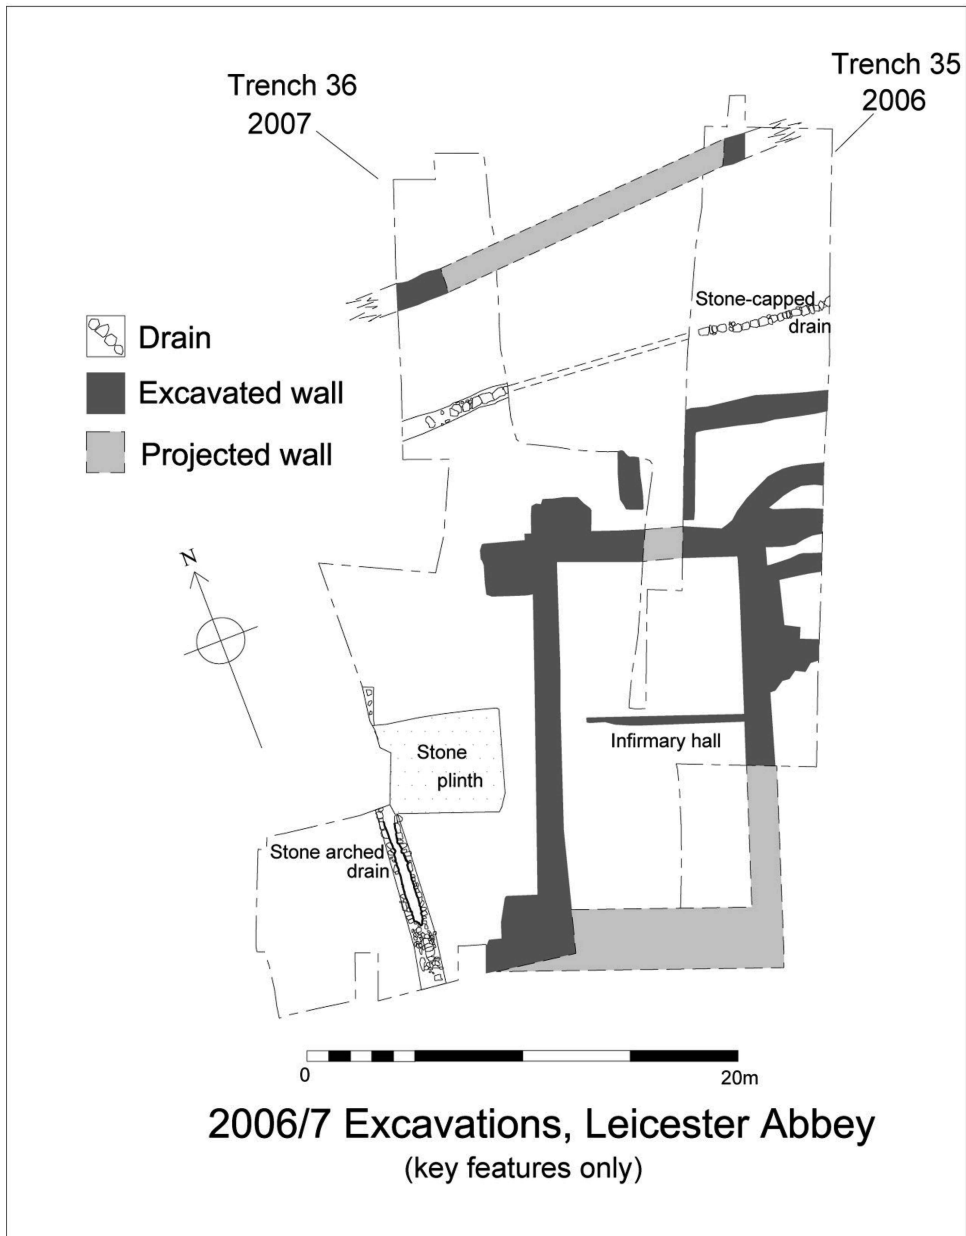 Trench 36
2007
Trench 35
2006
Stone-capped
drain
Drain
Excavated wall
Projected wall
N
Infirmary hall
Stone
plinth
Stone arched
drain
0
20m
2006/7 Excavations, Leicester Abbey
(key features only)